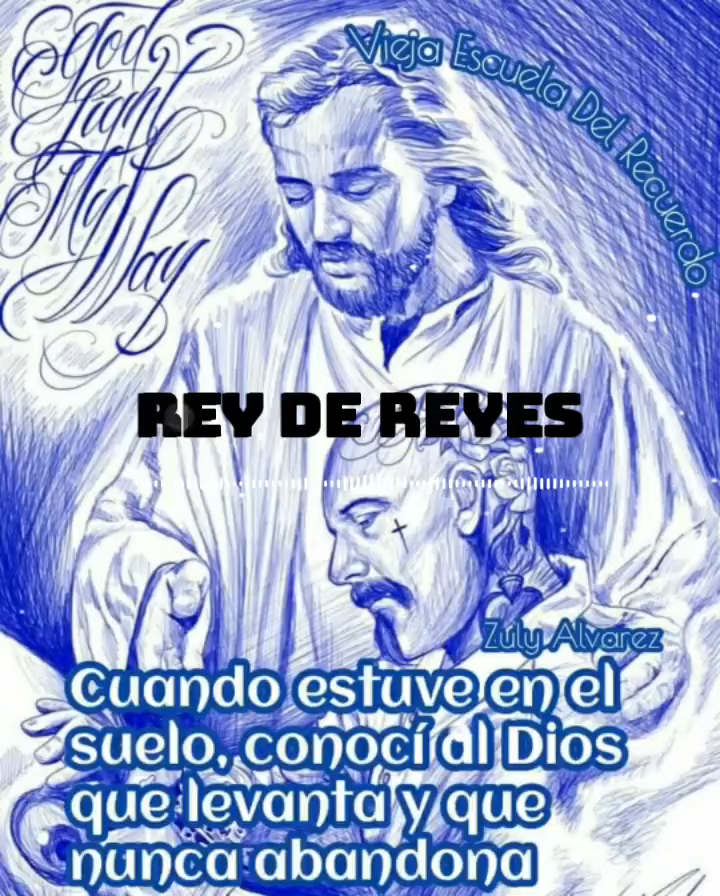 God
Light
My Way
Vieja Escuela Del Recuerdo
REY DE REYES
Zuly Alvarez
Cuando estuve en el
suelo, conocí al Dios
que levanta y que
nunca abandona